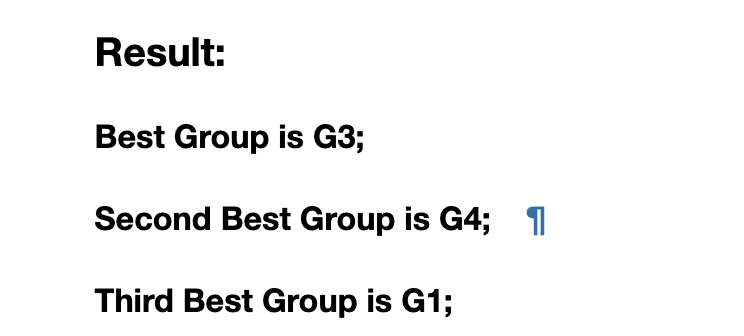 Result:
Best Group is G3;
Second Best Group is G4; ¶
Third Best Group is G1;